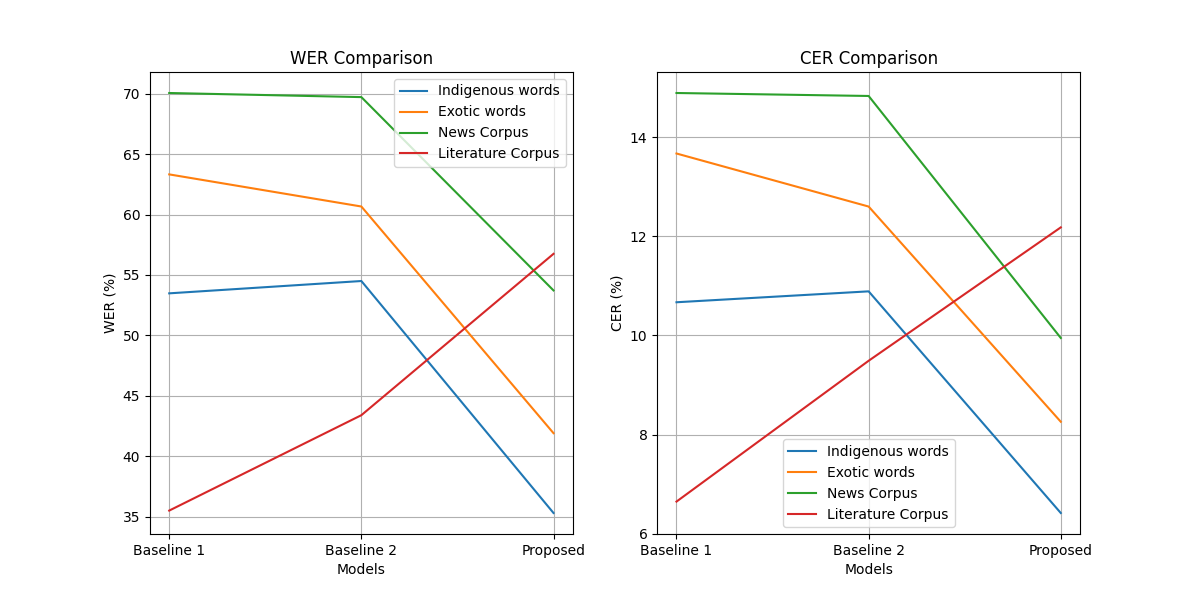 WER Comparison
70
65
60
55
50
45
40
35
WER (%)
Indigenous words
Exotic words
News Corpus
Literature Corpus
Baseline 1
Baseline 2
Proposed
Models
CER Comparison
14
12
10
8
6
CER (%)
Indigenous words
Exotic words
News Corpus
Literature Corpus
Baseline 1
Baseline 2
Proposed
Models